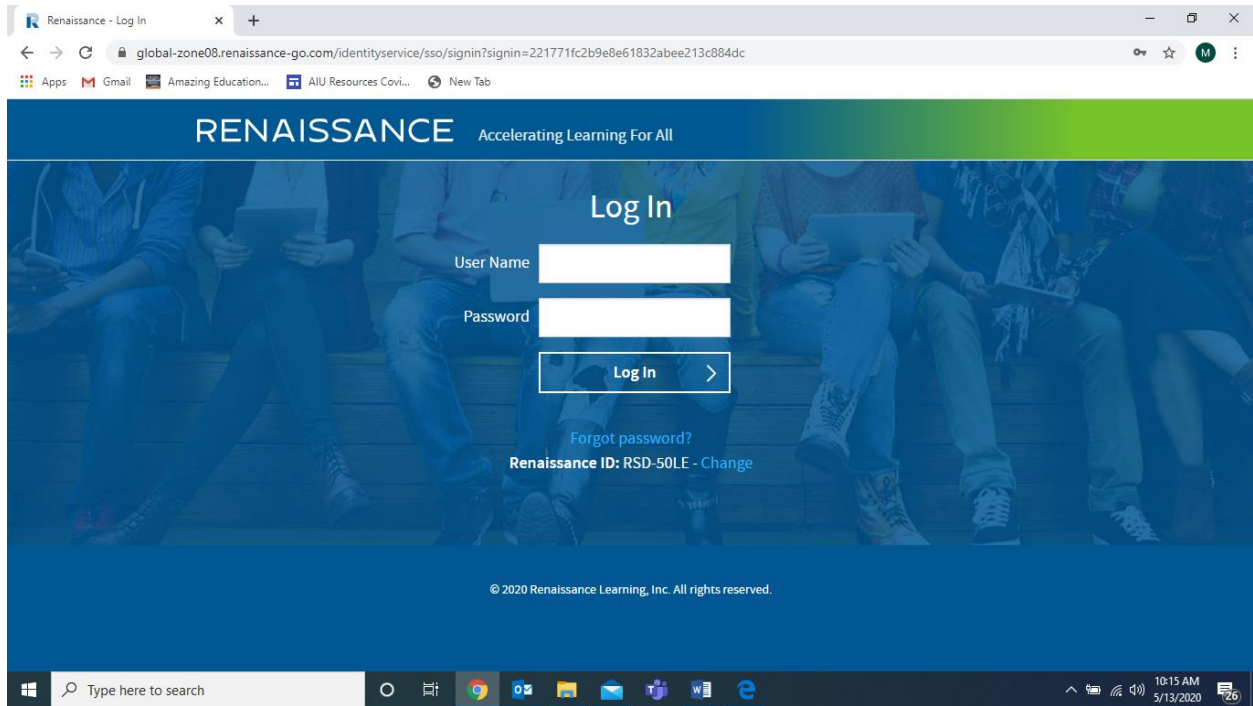 Renaissance - Log In
global-zone08.renaissance-go.com/identityservice/sso/signin?signin=221771fc2b9e8e61832abee213c884dc
M
Apps Gmail Amazing Education... AIU Resources Covi... New Tab
RENAISSANCE Accelerating Learning For All
Log In
User Name
Password
Log In
Forgot password?
Renaissance ID: RSD-50LE - Change
© 2020 Renaissance Learning, Inc. All rights reserved.
Type here to search
10:15 AM
5/13/2020
26